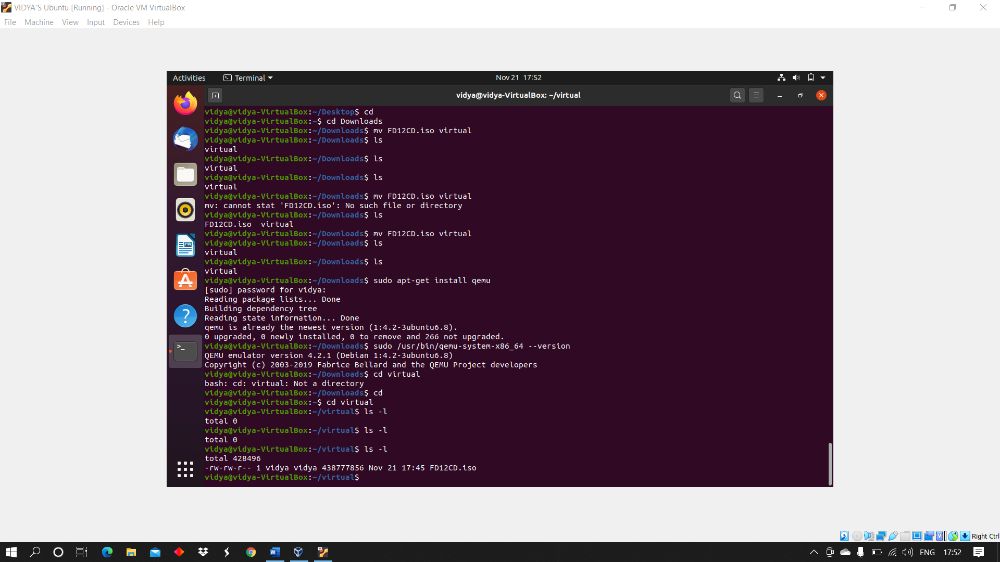 VIDYA`S Ubuntu [Running] - Oracle VM VirtualBox
File Machine View Input Devices Help
Activities Terminal Nov 21 17:52
vidya@vidya-VirtualBox: ~/virtual
vidya@vidya-VirtualBox:~/Desktop$ cd
vidya@vidya-VirtualBox:~$ cd Downloads
vidya@vidya-VirtualBox:~/Downloads$ mv FD12CD.iso virtual
vidya@vidya-VirtualBox:~/Downloads$ ls
virtual
vidya@vidya-VirtualBox:~/Downloads$ ls
virtual
vidya@vidya-VirtualBox:~/Downloads$ ls
virtual
vidya@vidya-VirtualBox:~/Downloads$ mv FD12CD.iso virtual
mv: cannot stat 'FD12CD.iso': No such file or directory
vidya@vidya-VirtualBox:~/Downloads$ ls
FD12CD.iso  virtual
vidya@vidya-VirtualBox:~/Downloads$ mv FD12CD.iso virtual
vidya@vidya-VirtualBox:~/Downloads$ ls
virtual
vidya@vidya-VirtualBox:~/Downloads$ ls
virtual
vidya@vidya-VirtualBox:~/Downloads$ sudo apt-get install qemu
[sudo] password for vidya:
Reading package lists... Done
Building dependency tree
Reading state information... Done
qemu is already the newest version (1:4.2-3ubuntu6.8).
0 upgraded, 0 newly installed, 0 to remove and 266 not upgraded.
vidya@vidya-VirtualBox:~/Downloads$ sudo /usr/bin/qemu-system-x86_64 --version
QEMU emulator version 4.2.1 (Debian 1:4.2-3ubuntu6.8)
Copyright (c) 2003-2019 Fabrice Bellard and the QEMU Project developers
vidya@vidya-VirtualBox:~/Downloads$ cd virtual
bash: cd: virtual: Not a directory
vidya@vidya-VirtualBox:~/Downloads$ cd
vidya@vidya-VirtualBox:~$ cd virtual
vidya@vidya-VirtualBox:~/virtual$ ls -l
total 0
vidya@vidya-VirtualBox:~/virtual$ ls -l
total 0
vidya@vidya-VirtualBox:~/virtual$ ls -l
total 428496
-rw-rw-r-- 1 vidya vidya 438777856 Nov 21 17:45 FD12CD.iso
vidya@vidya-VirtualBox:~/virtual$
Right Ctrl
ENG 17:52